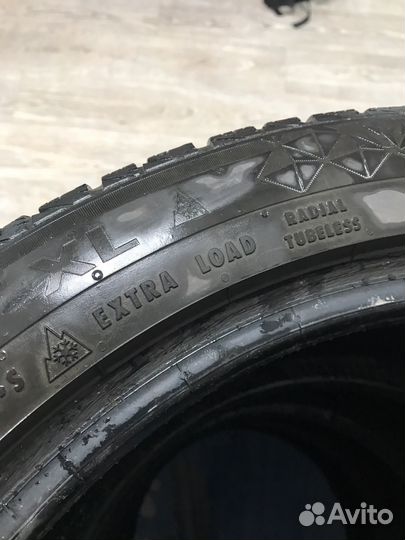 XL
EXTRA LOAD
RADIAL
TUBELESS
S
Avito